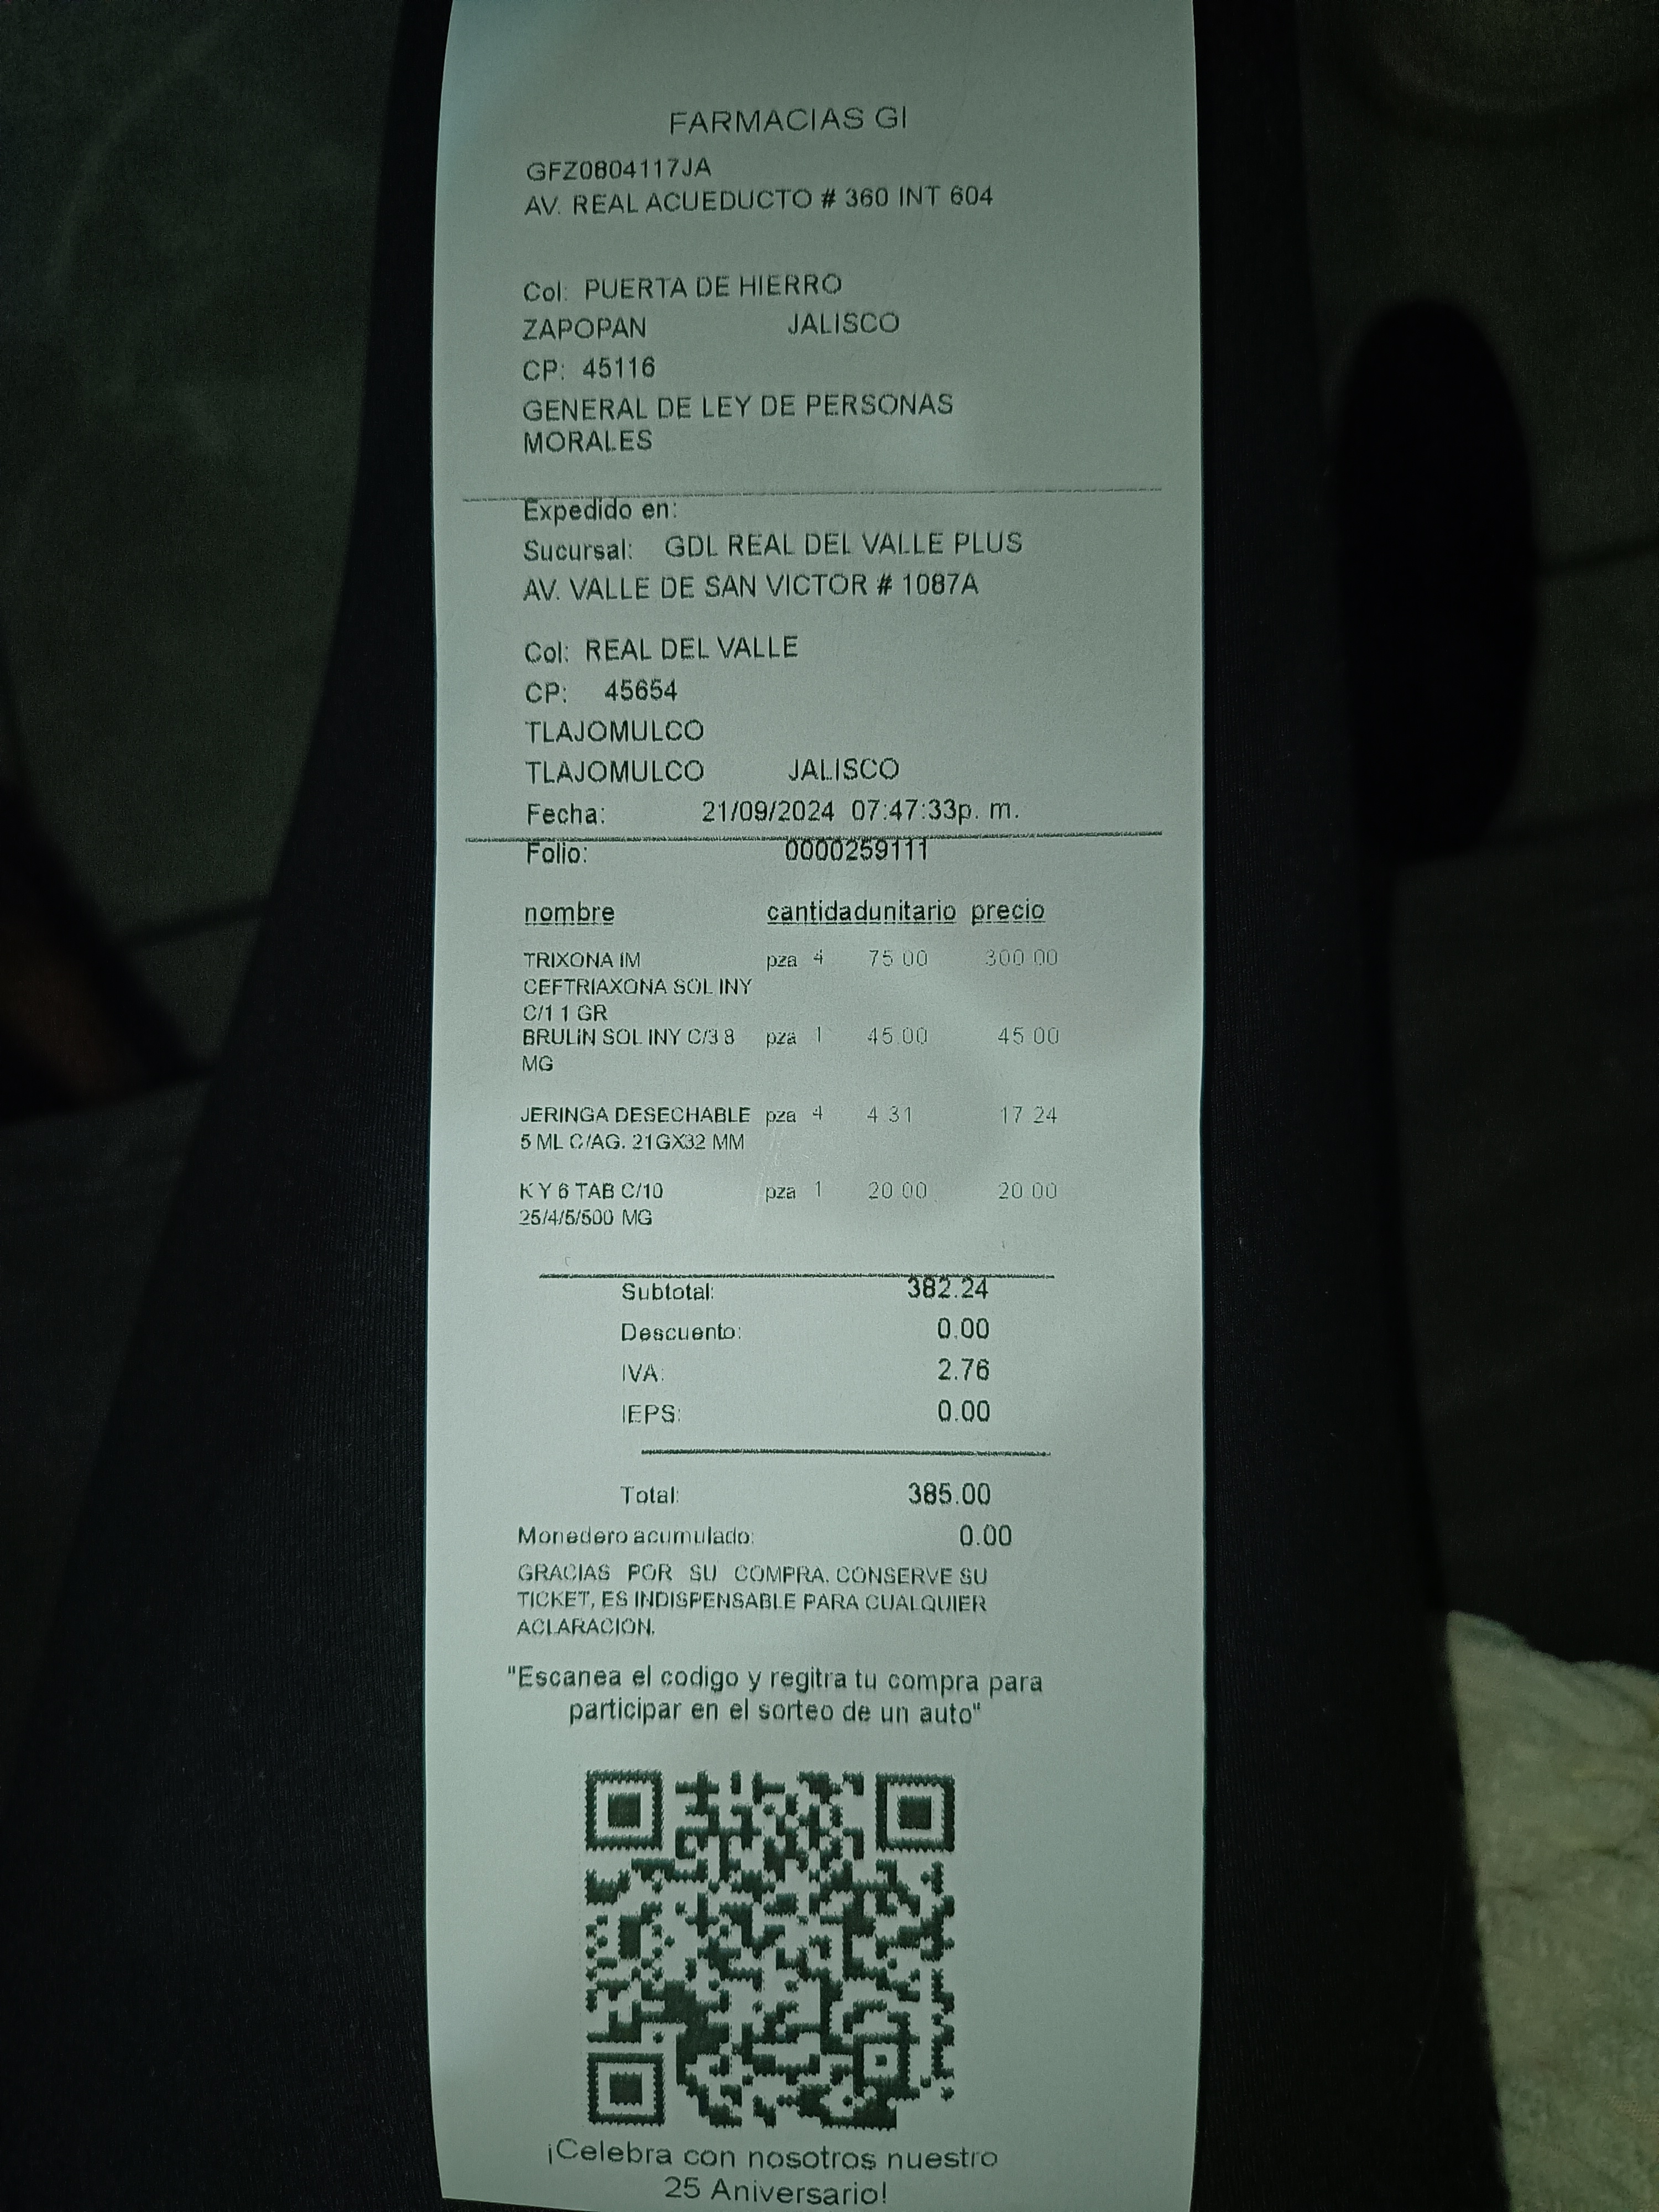 FARMACIAS GI
GFZ0804117JA
AV. REAL ACUEDUCTO # 360 INT 604
Col: PUERTA DE HIERRO
ZAPOPAN JALISCO
CP: 45116
GENERAL DE LEY DE PERSONAS
MORALES
Expedido en:
Sucursal: GDL REAL DEL VALLE PLUS
AV. VALLE DE SAN VICTOR # 1087A
Col: REAL DEL VALLE
CP: 45654
TLAJOMULCO
TLAJOMULCO JALISCO
Fecha: 21/09/2024 07:47:33p. m.
Folio: 0000259111
nombre cantidadunitario precio
TRIXONA IM pza 4 75.00 300.00
CEFTRIAXONA SOL INY
C/1 1 GR
BRULIN SOL INY C/3 8 pza 1 45.00 45.00
MG
JERINGA DESECHABLE pza 4 4.31 17.24
5 ML C/AG. 21GX32 MM
K Y 6 TAB C/10 pza 1 20.00 20.00
25/4/5/500 MG
Subtotal: 382.24
Descuento: 0.00
IVA: 2.76
IEPS: 0.00
Total: 385.00
Monedero acumulado: 0.00
GRACIAS POR SU COMPRA. CONSERVE SU
TICKET, ES INDISPENSABLE PARA CUALQUIER
ACLARACION.
"Escanea el codigo y regitra tu compra para
participar en el sorteo de un auto"
¡Celebra con nosotros nuestro
25 Aniversario!